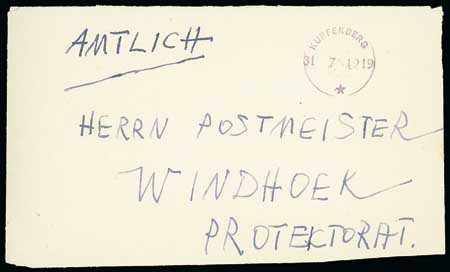 AMTLICH
KUPFERBERG
31 7 1919
HERRN POSTMEISTER
WINDHOEK
PROTEKTORAT.